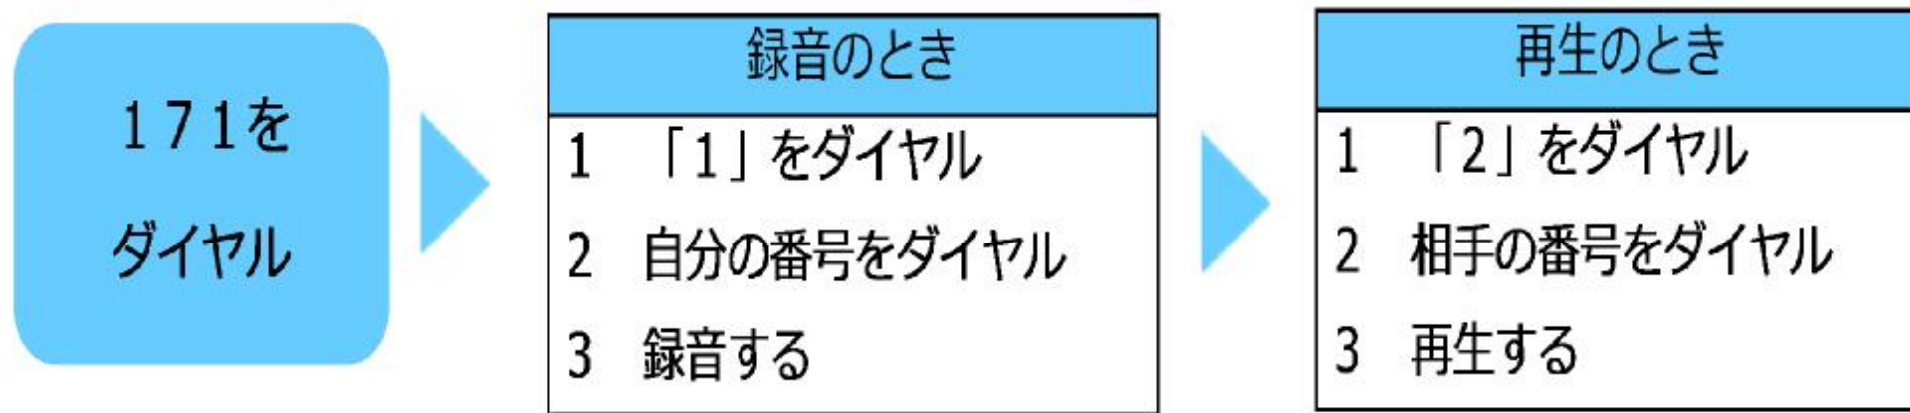 １７１を
ダイヤル
録音のとき
1 「1」をダイヤル
2 自分の番号をダイヤル
3 録音する
再生のとき
1 「2」をダイヤル
2 相手の番号をダイヤル
3 再生する